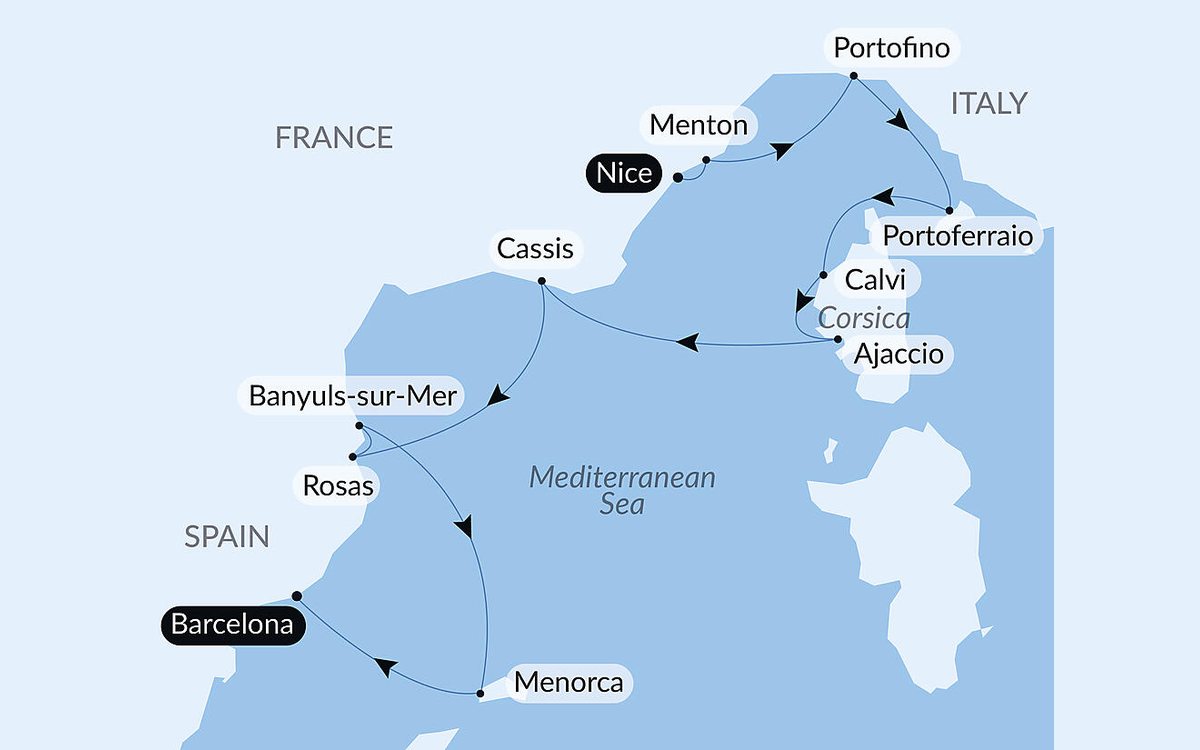 Portofino
ITALY
Menton
FRANCE
Nice
Portoferraio
Cassis
Calvi
Corsica
Ajaccio
Banyuls-sur-Mer
Mediterranean
Sea
Rosas
SPAIN
Barcelona
Menorca